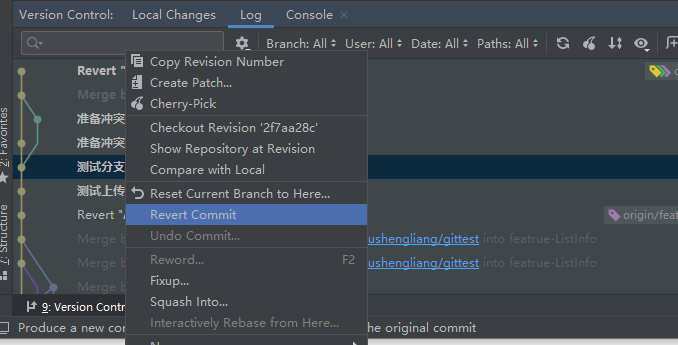 Version Control: Local Changes Log Console
Branch: All User: All Date: All Paths: All
Copy Revision Number
Revert "
Create Patch...
Merge b
Cherry-Pick
准备冲突
Checkout Revision '2f7aa28c'
准备冲突
Show Repository at Revision
测试分支
Compare with Local
测试上传
Reset Current Branch to Here...
Revert "
Revert Commit
origin/feat
Undo Commit...
Merge b
ushengliang/gittest into featrue-ListInfo
Reword... F2
Merge b
ushengliang/gittest into featrue-ListInfo
Fixup...
Merge b
Squash Into...
Interactively Rebase from Here...
2: Favorites
7: Structure
9: Version Contr
Produce a new con
he original commit